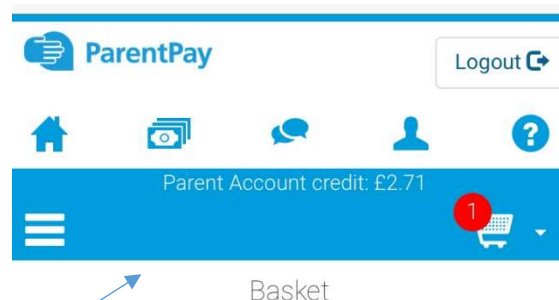 ParentPay
Logout
Parent Account credit: £2.71
1
Basket